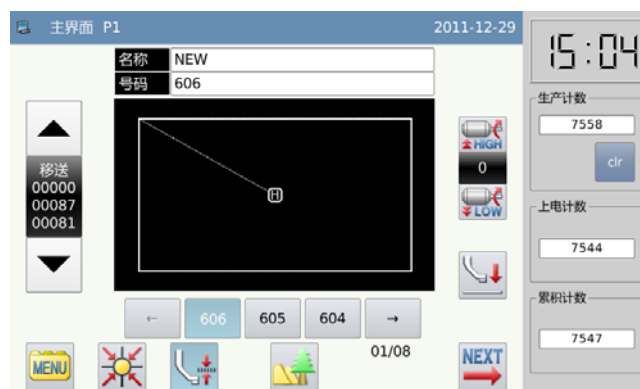 主界面 P1
2011-12-29
15:04
名称 NEW
号码 606
移送
00000
00087
00081
H
HIGH
0
LOW
生产计数
7558
clr
上电计数
7544
累积计数
7547
← 606 605 604 →
01/08
MENU
NEXT